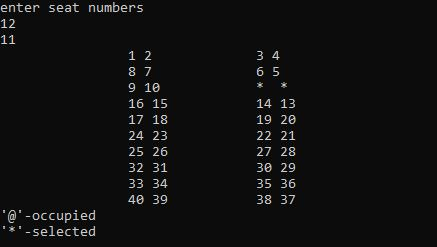 enter seat numbers
12
11
1 2 3 4
8 7 6 5
9 10 * *
16 15 14 13
17 18 19 20
24 23 22 21
25 26 27 28
32 31 30 29
33 34 35 36
40 39 38 37
'@'-occupied
'*'-selected